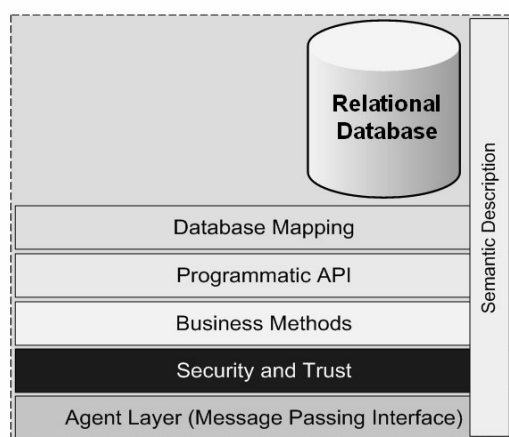 Relational
Database
Semantic Description
Database Mapping
Programmatic API
Business Methods
Security and Trust
Agent Layer (Message Passing Interface)